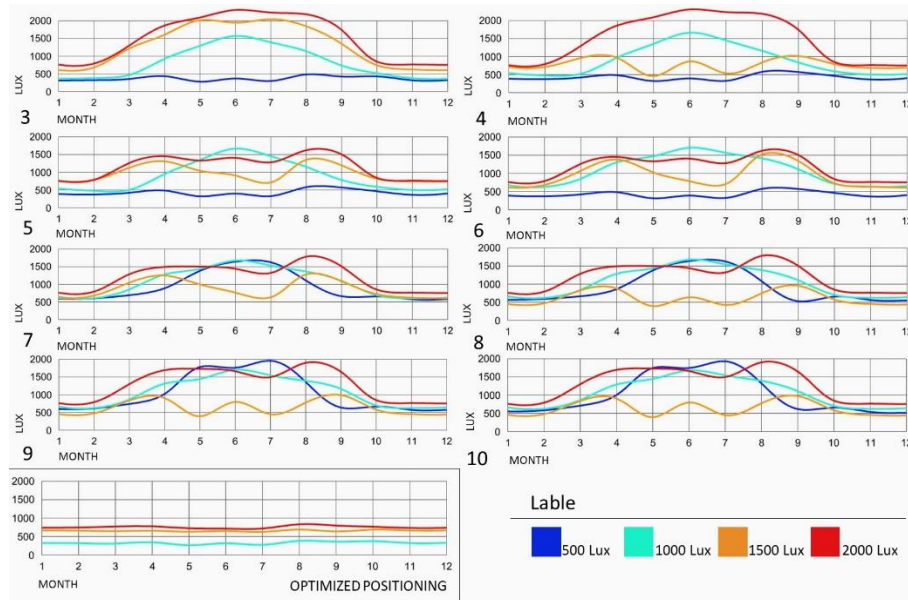 2000
1500
1000
500
0
LUX
1 2 3 4 5 6 7 8 9 10 11 12
3 MONTH
2000
1500
1000
500
0
LUX
1 2 3 4 5 6 7 8 9 10 11 12
4 MONTH
2000
1500
1000
500
0
LUX
1 2 3 4 5 6 7 8 9 10 11 12
5 MONTH
2000
1500
1000
500
0
LUX
1 2 3 4 5 6 7 8 9 10 11 12
6 MONTH
2000
1500
1000
500
0
LUX
1 2 3 4 5 6 7 8 9 10 11 12
7 MONTH
2000
1500
1000
500
0
LUX
1 2 3 4 5 6 7 8 9 10 11 12
8 MONTH
2000
1500
1000
500
0
LUX
1 2 3 4 5 6 7 8 9 10 11 12
9 MONTH
2000
1500
1000
500
0
LUX
1 2 3 4 5 6 7 8 9 10 11 12
10 MONTH
2000
1500
1000
500
0
1 2 3 4 5 6 7 8 9 10 11 12
MONTH OPTIMIZED POSITIONING
Lable
500 Lux 1000 Lux 1500 Lux 2000 Lux